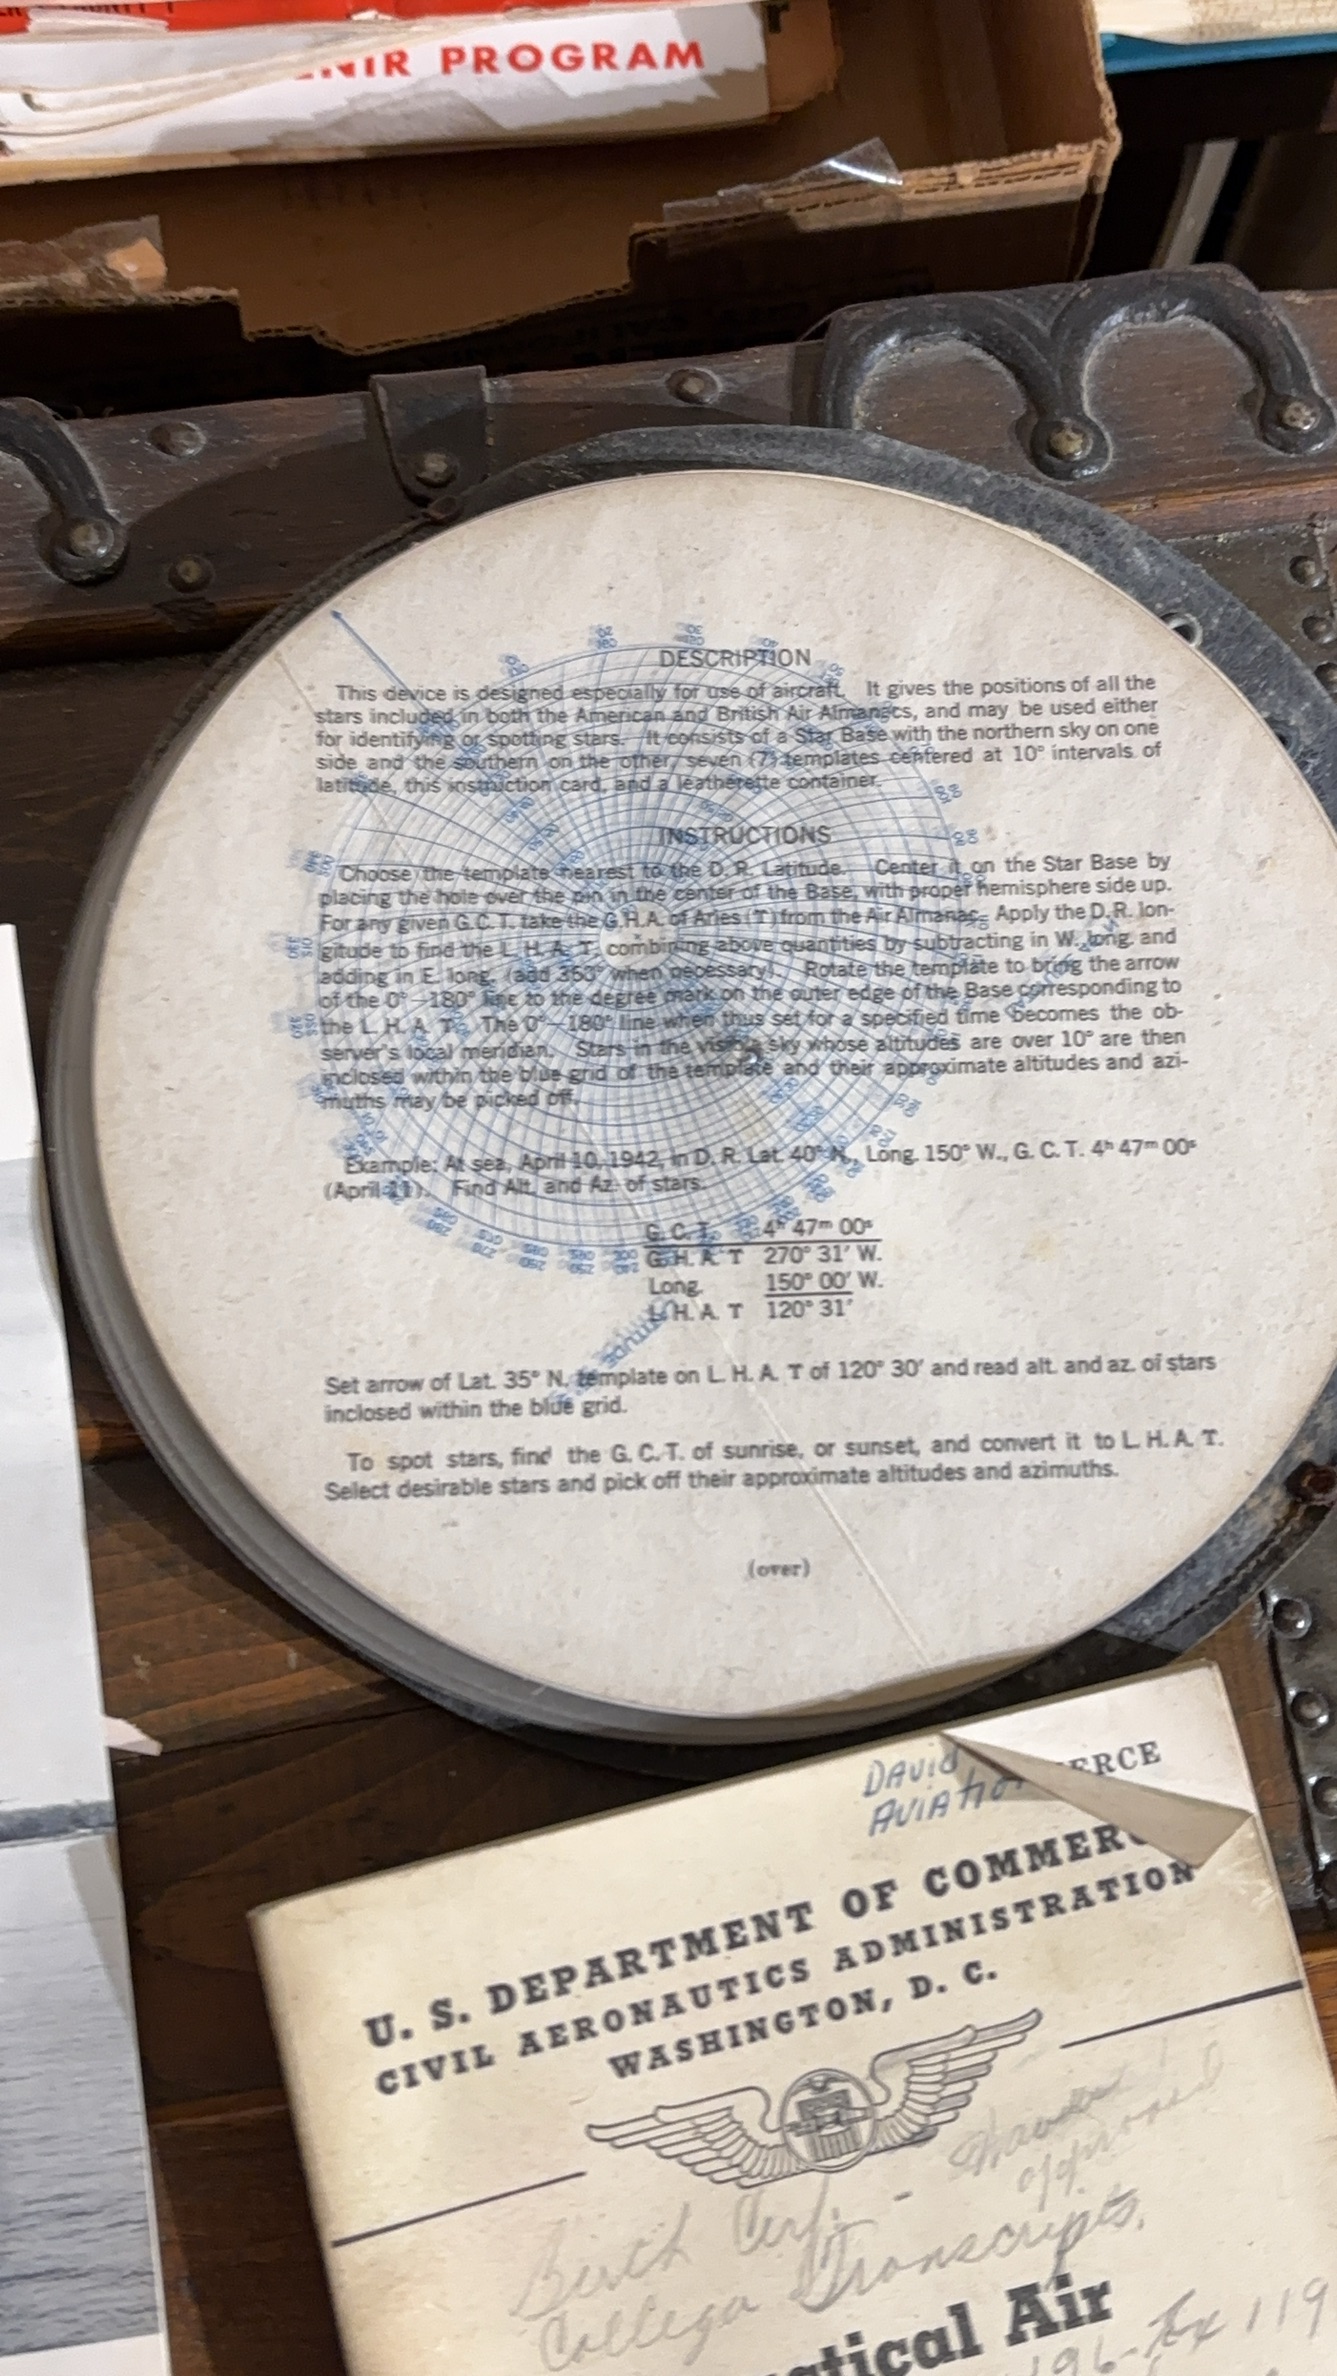 PROGRAM
DESCRIPTION
This device is designed especially for use of aircraft. It gives the positions of all the
stars included in both the American and British Air Almanacs, and may be used either
for identifying or spotting stars. It consists of a Star Base with the northern sky on one
side and the southern on the other, seven (7) templates centered at 10° intervals of
latitude, this instruction card, and a leatherette container.
INSTRUCTIONS
Choose the template nearest to the D. R. Latitude. Center it on the Star Base by
placing the hole over the pin in the center of the Base, with proper hemisphere side up.
For any given G.C.T. take the G.H.A. of Aries (T) from the Air Almanac. Apply the D.R. lon-
gitude to find the L. H. A. T. combining above quantities by subtracting in W. long. and
adding in E. long. (add 360° when necessary). Rotate the template to bring the arrow
of the 0°—180° line to the degree mark on the outer edge of the Base corresponding to
the L. H. A. T. The 0°—180° line when thus set for a specified time becomes the ob-
server's local meridian. Stars in the visible sky whose altitudes are over 10° are then
inclosed within the blue grid of the template and their approximate altitudes and azi-
muths may be picked off.
Example: At sea, April 10, 1942, in D. R. Lat. 40° N., Long. 150° W., G. C. T. 4ʰ 47ᵐ 00ˢ
(April 11). Find Alt. and Az. of stars.
G. C. T. 4ʰ 47ᵐ 00ˢ
G. H. A. T 270° 31′ W.
Long. 150° 00′ W.
L. H. A. T 120° 31′
Set arrow of Lat. 35° N. template on L. H. A. T of 120° 30′ and read alt. and az. of stars
inclosed within the blue grid.
To spot stars, find the G. C. T. of sunrise, or sunset, and convert it to L. H. A. T.
Select desirable stars and pick off their approximate altitudes and azimuths.
(over)
DAVID
AVIATION
U. S. DEPARTMENT OF COMMERC
CIVIL AERONAUTICS ADMINISTRATION
WASHINGTON, D. C.
approved
Birth Cert. -
College Transcripts.
tical Air